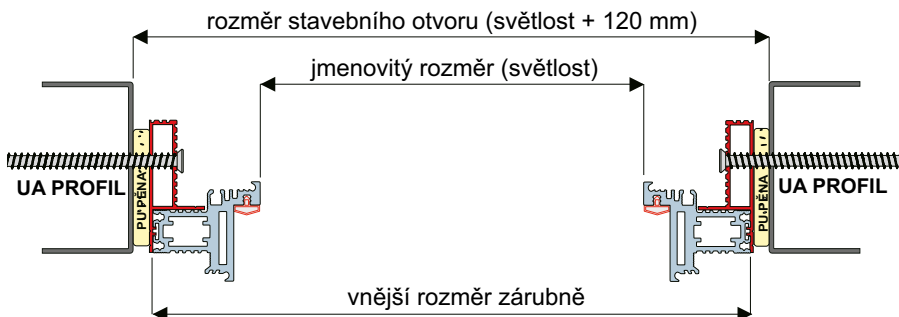 rozměr stavebního otvoru (světlost + 120 mm)
jmenovitý rozměr (světlost)
UA PROFIL
PU PĚNA
PU PĚNA
UA PROFIL
vnější rozměr zárubně